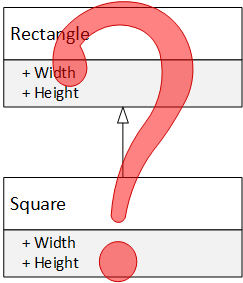 Rectangle
+ Width
+ Height
Square
+ Width
+ Height
?